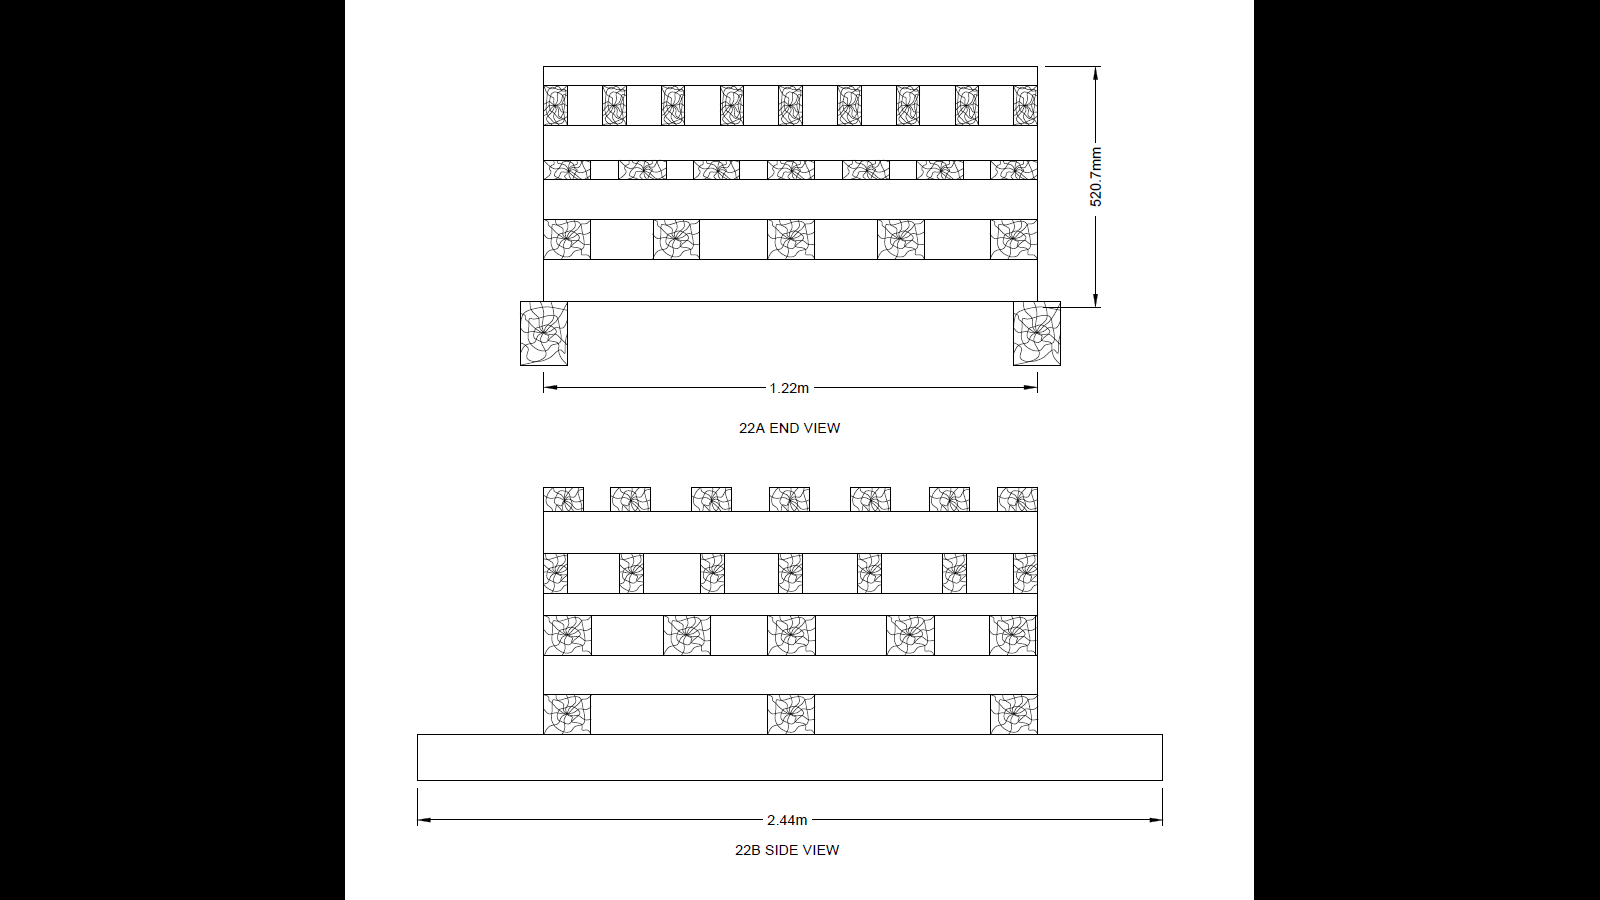 520.7mm
1.22m
22A END VIEW
2.44m
22B SIDE VIEW